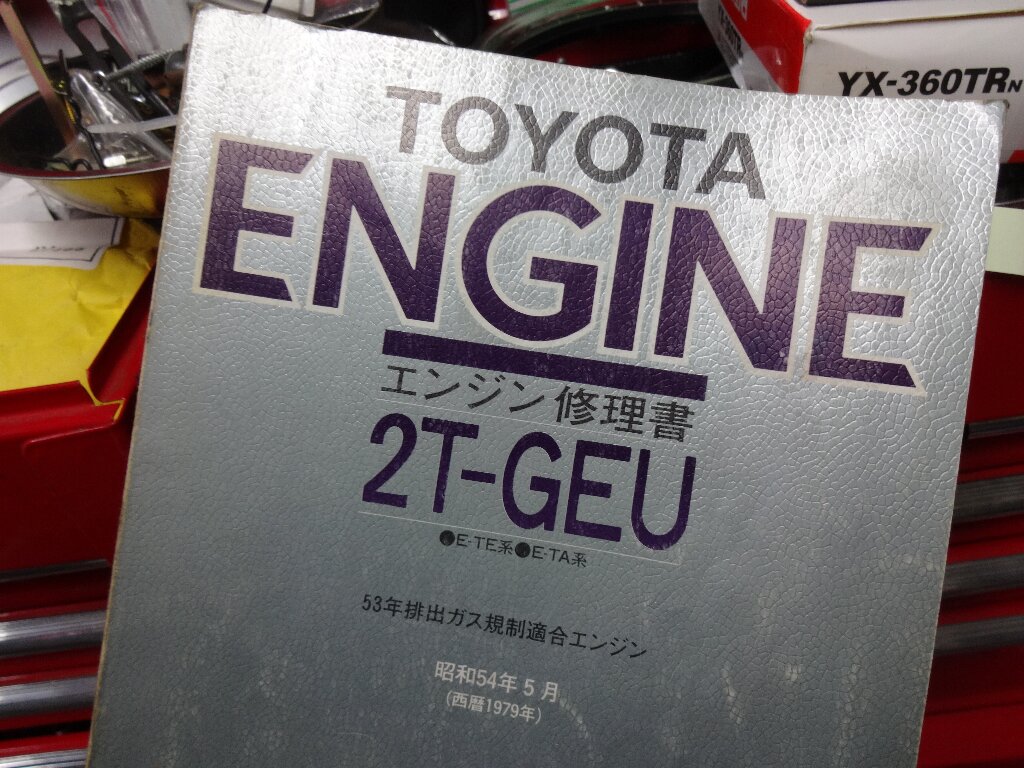 YX-360TRN
TOYOTA
ENGINE
エンジン修理書
2T-GEU
●E-TE系●E-TA系
53年排出ガス規制適合エンジン
昭和54年5月
(西暦1979年)